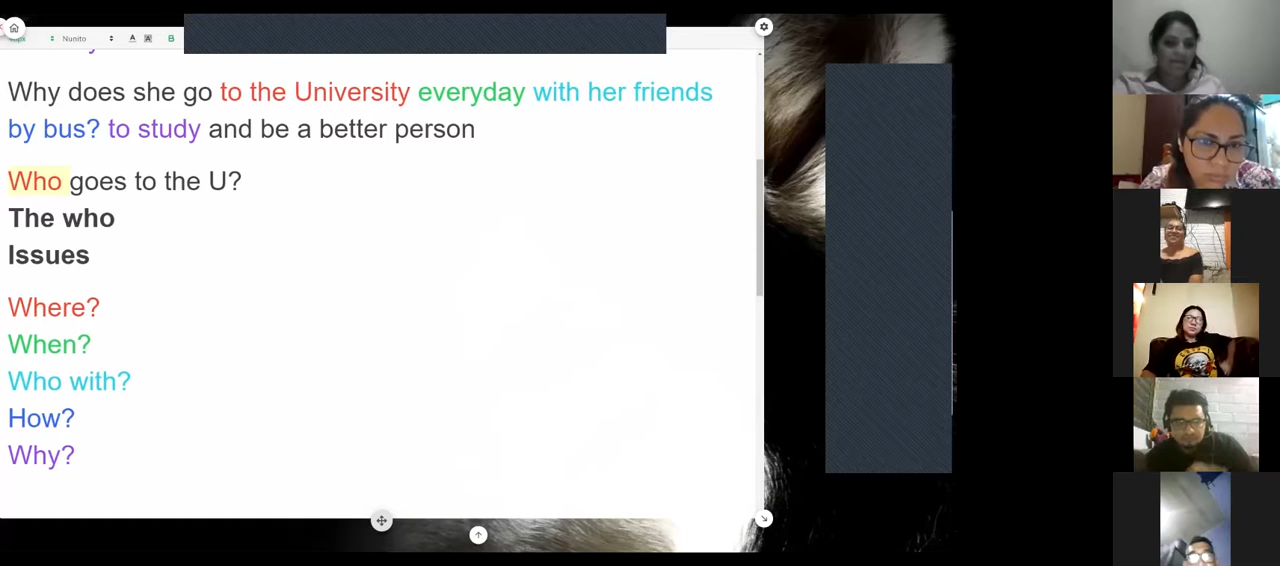 Nunito A A B
Why does she go to the University everyday with her friends
by bus? to study and be a better person
Who goes to the U?
The who
Issues
Where?
When?
Who with?
How?
Why?